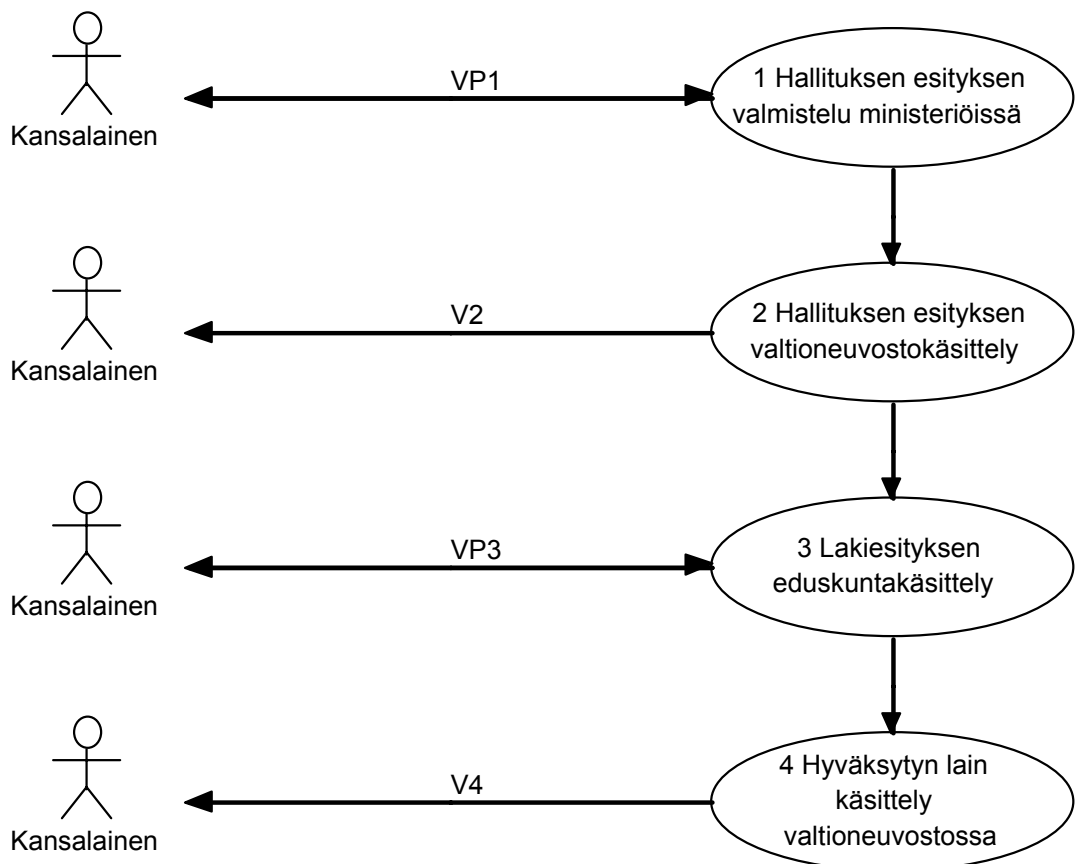 VP1
1 Hallituksen esityksen
valmistelu ministeriöissä
Kansalainen
V2
2 Hallituksen esityksen
valtioneuvostokäsittely
Kansalainen
VP3
3 Lakiesityksen
eduskuntakäsittely
Kansalainen
V4
4 Hyväksytyn lain
käsittely
valtioneuvostossa
Kansalainen